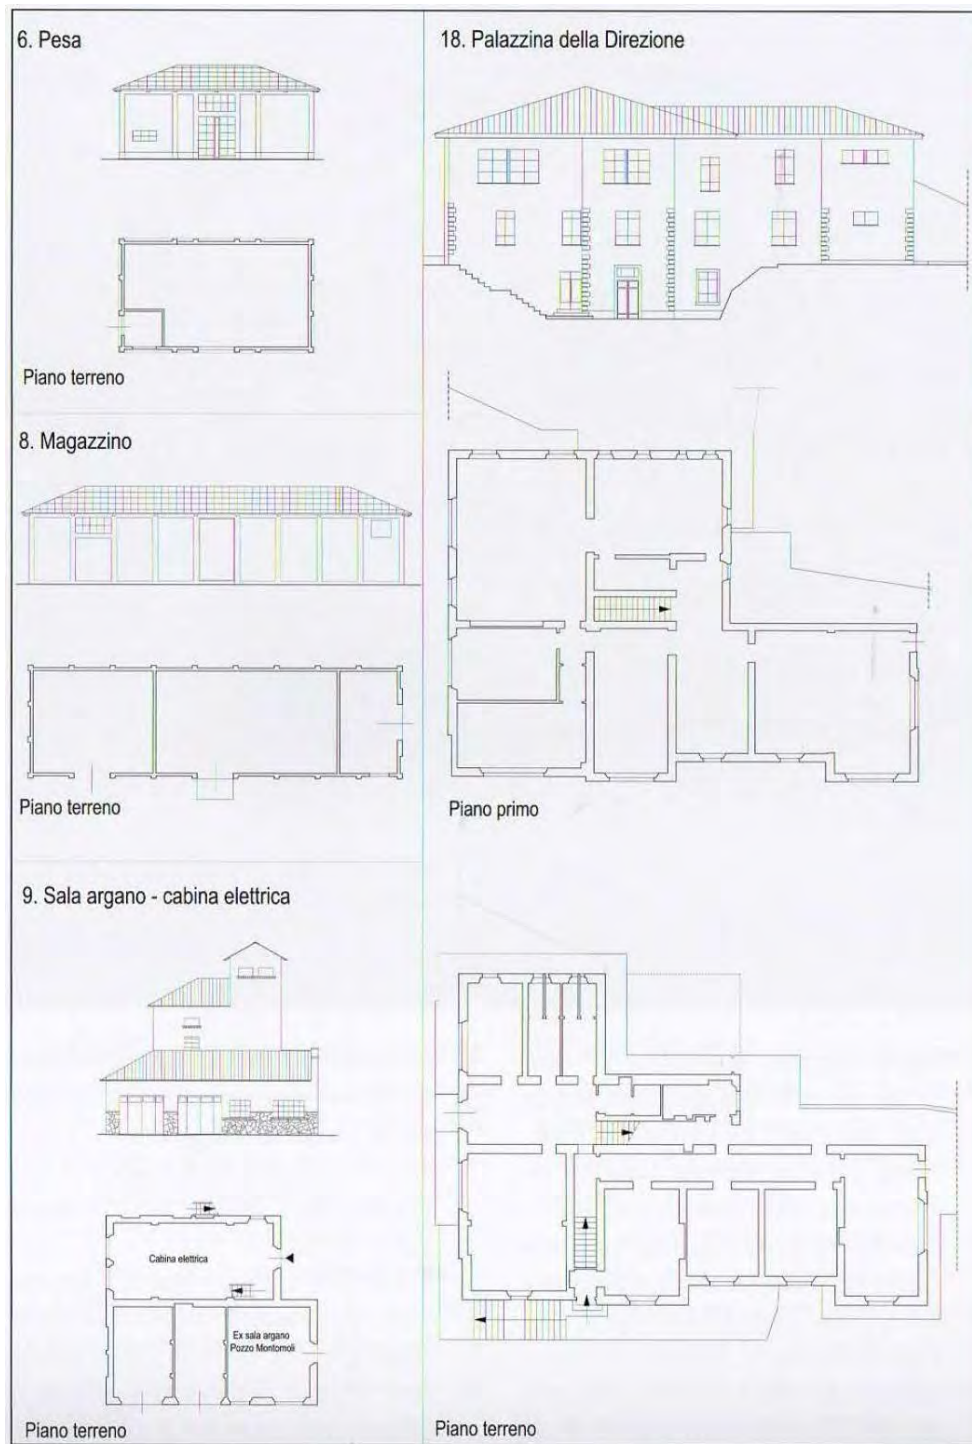 6. Pesa
Piano terreno
8. Magazzino
Piano terreno
9. Sala argano - cabina elettrica
Cabina elettrica
Ex sala argano
Pozzo Montomoli
Piano terreno
18. Palazzina della Direzione
Piano primo
Piano terreno